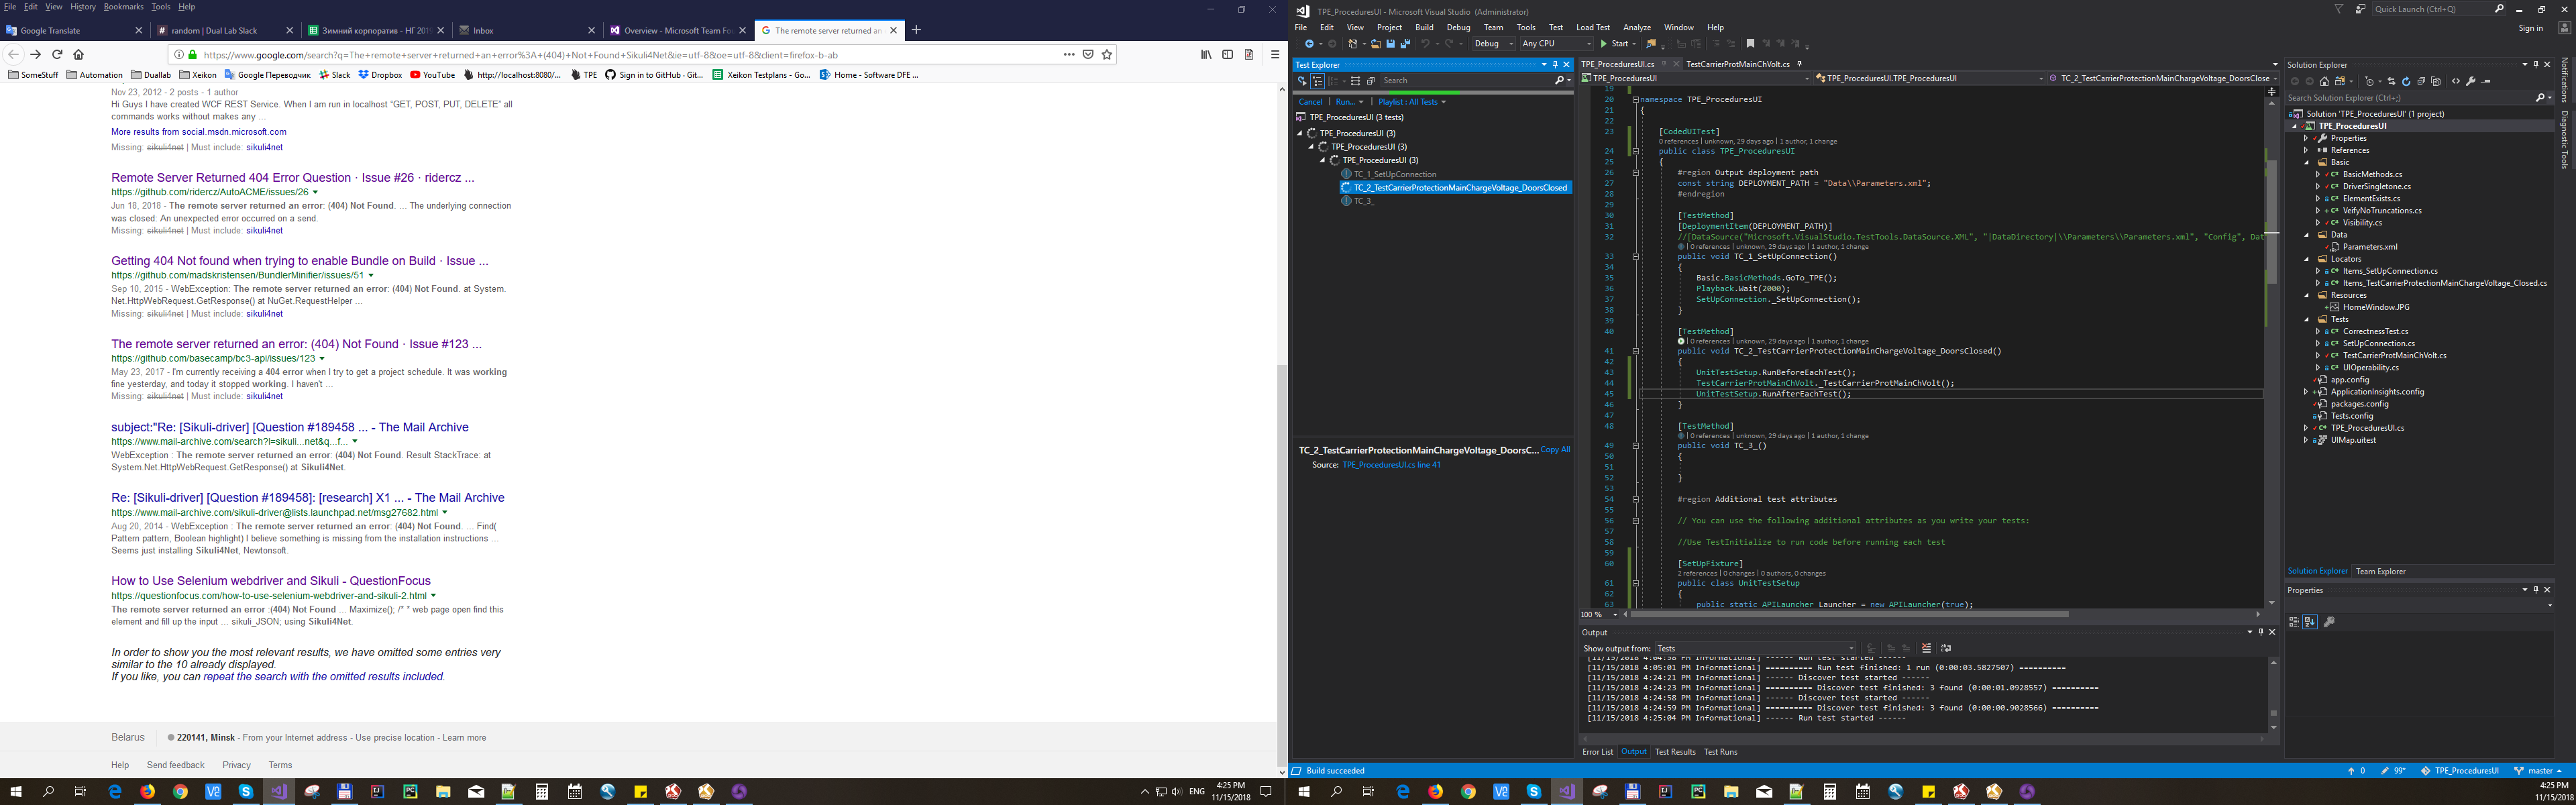 File Edit View History Bookmarks Tools Help
Google Translate
random | Dual Lab Slack
Зимний корпоратив - НГ 201
Inbox
Overview - Microsoft Team Fo
The remote server returned an
https://www.google.com/search?q=The+remote+server+returned+an+error%3A+(404)+Not+Found+Sikuli4Net&ie=utf-8&oe=utf-8&client=firefox-b-ab
SomeStuff Automation Duallab Xeikon Google Переводчик Slack Dropbox YouTube http://localhost:8080/... TPE Sign in to GitHub · Git... Xeikon Testplans - Go... Home - Software DFE ...
Nov 23, 2012 - 2 posts - 1 author
Hi Guys I have created WCF REST Service. When I am run in localhost “GET, POST, PUT, DELETE” all
commands works without makes any ...
More results from social.msdn.microsoft.com
Missing: sikuli4net | Must include: sikuli4net
Remote Server Returned 404 Error Question · Issue #26 · ridercz ...
https://github.com/ridercz/AutoACME/issues/26
Jun 18, 2018 - The remote server returned an error: (404) Not Found. ... The underlying connection
was closed: An unexpected error occurred on a send.
Missing: sikuli4net | Must include: sikuli4net
Getting 404 Not found when trying to enable Bundle on Build · Issue ...
https://github.com/madskristensen/BundlerMinifier/issues/51
Sep 10, 2015 - WebException: The remote server returned an error: (404) Not Found. at System.
Net.HttpWebRequest.GetResponse() at NuGet.RequestHelper ...
Missing: sikuli4net | Must include: sikuli4net
The remote server returned an error: (404) Not Found · Issue #123 ...
https://github.com/basecamp/bc3-api/issues/123
May 23, 2017 - I'm currently receiving a 404 error when I try to get a project schedule. It was working
fine yesterday, and today it stopped working. I haven't ...
Missing: sikuli4net | Must include: sikuli4net
subject:"Re: [Sikuli-driver] [Question #189458 ... - The Mail Archive
https://www.mail-archive.com/search?l=sikuli...net&q...f...
WebException : The remote server returned an error: (404) Not Found. Result StackTrace: at
System.Net.HttpWebRequest.GetResponse() at Sikuli4Net.
Re: [Sikuli-driver] [Question #189458]: [research] X1 ... - The Mail Archive
https://www.mail-archive.com/sikuli-driver@lists.launchpad.net/msg27682.html
Aug 20, 2014 - WebException : The remote server returned an error: (404) Not Found. ... Find(
Pattern pattern, Boolean highlight) I believe something is missing from the installation instructions ...
Seems just installing Sikuli4Net, Newtonsoft.
How to Use Selenium webdriver and Sikuli - QuestionFocus
https://questionfocus.com/how-to-use-selenium-webdriver-and-sikuli-2.html
The remote server returned an error :(404) Not Found ... Maximize(); /* * web page open find this
element and fill up the input ... sikuli_JSON; using Sikuli4Net.
In order to show you the most relevant results, we have omitted some entries very
similar to the 10 already displayed.
If you like, you can repeat the search with the omitted results included.
Belarus 220141, Minsk - From your Internet address - Use precise location - Learn more
Help Send feedback Privacy Terms
ENG 4:25 PM
11/15/2018
TPE_ProceduresUI - Microsoft Visual Studio (Administrator)
Quick Launch (Ctrl+Q)
File Edit View Project Build Debug Team Tools Test Load Test Analyze Window Help
Sign in
Debug Any CPU Start
Test Explorer
Search
Cancel | Run... | Playlist : All Tests
TPE_ProceduresUI (3 tests)
TPE_ProceduresUI (3)
TPE_ProceduresUI (3)
TPE_ProceduresUI (3)
TC_1_SetUpConnection
TC_2_TestCarrierProtectionMainChargeVoltage_DoorsClosed
TC_3_
TC_2_TestCarrierProtectionMainChargeVoltage_DoorsC... Copy All
Source: TPE_ProceduresUI.cs line 41
TPE_ProceduresUI.cs TestCarrierProtMainChVolt.cs
TPE_ProceduresUI TPE_ProceduresUI.TPE_ProceduresUI TC_2_TestCarrierProtectionMainChargeVoltage_DoorsClose
19
20 namespace TPE_ProceduresUI
21 {
22
23 [CodedUITest]
0 references | unknown, 29 days ago | 1 author, 1 change
24 public class TPE_ProceduresUI
25 {
26 #region Output deployment path
27 const string DEPLOYMENT_PATH = "Data\\Parameters.xml";
28 #endregion
29
30 [TestMethod]
31 [DeploymentItem(DEPLOYMENT_PATH)]
32 //[DataSource("Microsoft.VisualStudio.TestTools.DataSource.XML", "|DataDirectory|\\Parameters\\Parameters.xml", "Config", Dat
0 references | unknown, 29 days ago | 1 author, 1 change
33 public void TC_1_SetUpConnection()
34 {
35 Basic.BasicMethods.GoTo_TPE();
36 Playback.Wait(2000);
37 SetUpConnection._SetUpConnection();
38 }
39
40 [TestMethod]
0 references | unknown, 29 days ago | 1 author, 1 change
41 public void TC_2_TestCarrierProtectionMainChargeVoltage_DoorsClosed()
42 {
43 UnitTestSetup.RunBeforeEachTest();
44 TestCarrierProtMainChVolt._TestCarrierProtMainChVolt();
45 UnitTestSetup.RunAfterEachTest();
46 }
47
48 [TestMethod]
0 references | unknown, 29 days ago | 1 author, 1 change
49 public void TC_3_()
50 {
51
52 }
53
54 #region Additional test attributes
55
56 // You can use the following additional attributes as you write your tests:
57
58 //Use TestInitialize to run code before running each test
59
60 [SetUpFixture]
2 references | 0 changes | 0 authors, 0 changes
61 public class UnitTestSetup
62 {
63 public static APILauncher Launcher = new APILauncher(true);
100 %
Output
Show output from: Tests
[11/15/2018 4:04:58 PM Informational] ------ Run test started ------
[11/15/2018 4:05:01 PM Informational] ========== Run test finished: 1 run (0:00:03.5827507) ==========
[11/15/2018 4:24:21 PM Informational] ------ Discover test started ------
[11/15/2018 4:24:23 PM Informational] ========== Discover test finished: 3 found (0:00:01.0928557) ==========
[11/15/2018 4:24:58 PM Informational] ------ Discover test started ------
[11/15/2018 4:24:59 PM Informational] ========== Discover test finished: 3 found (0:00:00.9028566) ==========
[11/15/2018 4:25:04 PM Informational] ------ Run test started ------
Error List Output Test Results Test Runs
Solution Explorer
Search Solution Explorer (Ctrl+;)
Solution 'TPE_ProceduresUI' (1 project)
TPE_ProceduresUI
Properties
References
Basic
BasicMethods.cs
DriverSingletone.cs
ElementExists.cs
VeifyNoTruncations.cs
Visibility.cs
Data
Parameters.xml
Locators
Items_SetUpConnection.cs
Items_TestCarrierProtectionMainChargeVoltage_Closed.cs
Resources
HomeWindow.JPG
Tests
CorrectnessTest.cs
SetUpConnection.cs
TestCarrierProtMainChVolt.cs
UIOperability.cs
app.config
ApplicationInsights.config
packages.config
Tests.config
TPE_ProceduresUI.cs
UIMap.uitest
Solution Explorer Team Explorer
Properties
Notifications
Diagnostic Tools
Build succeeded
0 99+ TPE_ProceduresUI master
4:25 PM
11/15/2018